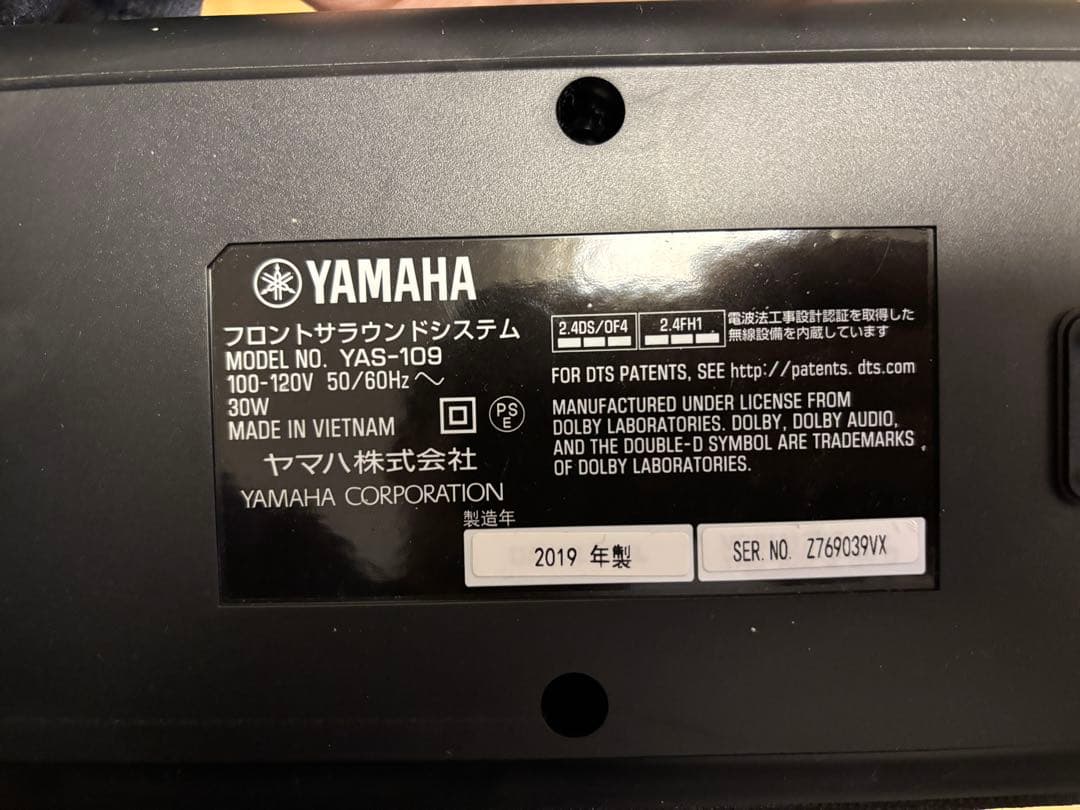 YAMAHA
フロントサラウンドシステム
MODEL NO. YAS-109
100-120V 50/60Hz ～
30W
MADE IN VIETNAM
PS
E
ヤマハ株式会社
YAMAHA CORPORATION
2.4DS/OF4
2.4FH1
電波法工事設計認証を取得した
無線設備を内蔵しています
FOR DTS PATENTS, SEE http://patents. dts.com
MANUFACTURED UNDER LICENSE FROM
DOLBY LABORATORIES. DOLBY, DOLBY AUDIO,
AND THE DOUBLE-D SYMBOL ARE TRADEMARKS
OF DOLBY LABORATORIES.
製造年
2019 年製
SER. NO. Z769039VX